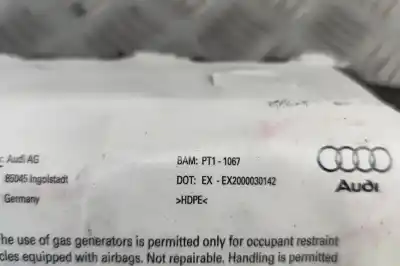 : Audi AG
85045 Ingolstadt
Germany
BAM: PT1 - 1067
DOT: EX - EX2000030142
>HDPE<
Audi
The use of gas generators is permitted only for occupant restraint
cles equipped with airbags. Not repairable. Handling is permitted